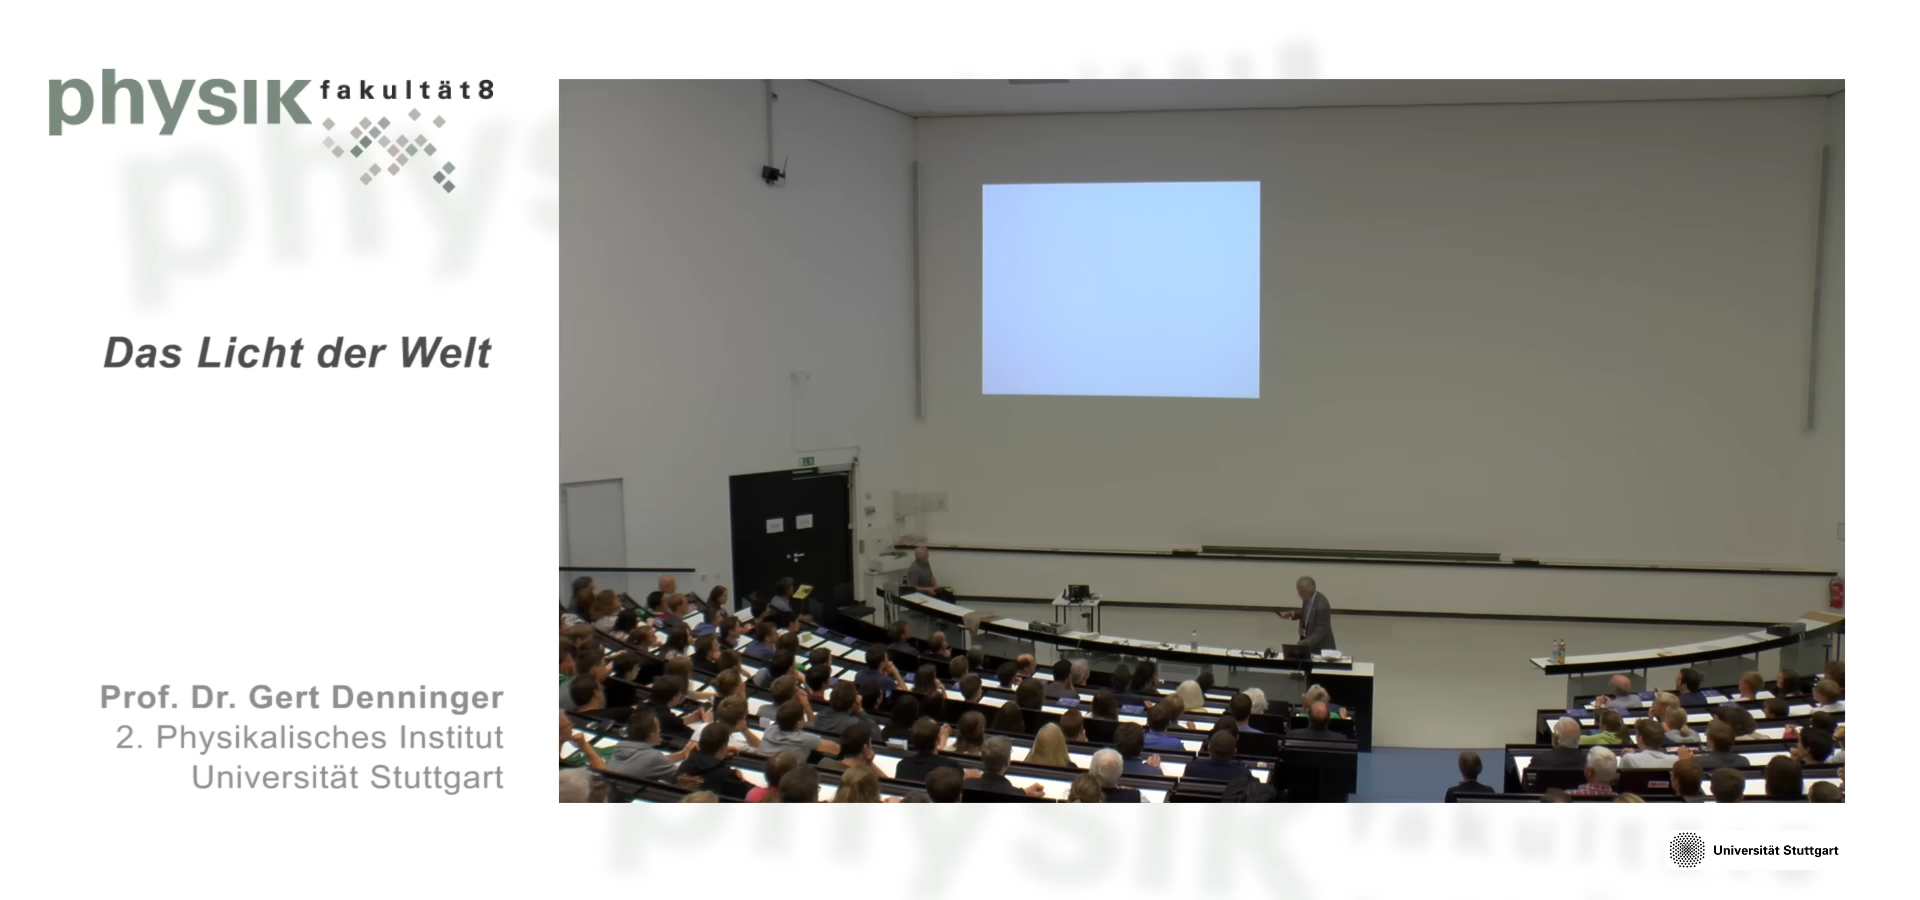 physik fakultät8
Das Licht der Welt
Prof. Dr. Gert Denninger
2. Physikalisches Institut
Universität Stuttgart
Universität Stuttgart